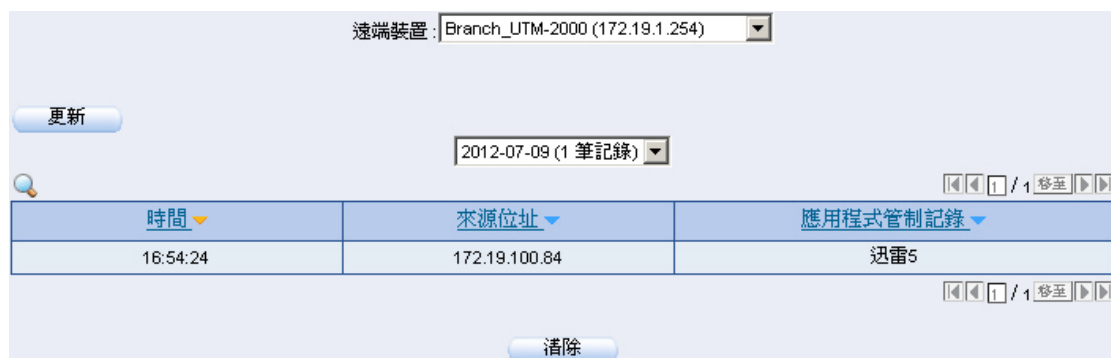 遠端裝置 : Branch_UTM-2000 (172.19.1.254)
更新
2012-07-09 (1 筆記錄)
1 / 1 移至
時間 來源位址 應用程式管制記錄
16:54:24 172.19.100.84 迅雷5
1 / 1 移至
清除